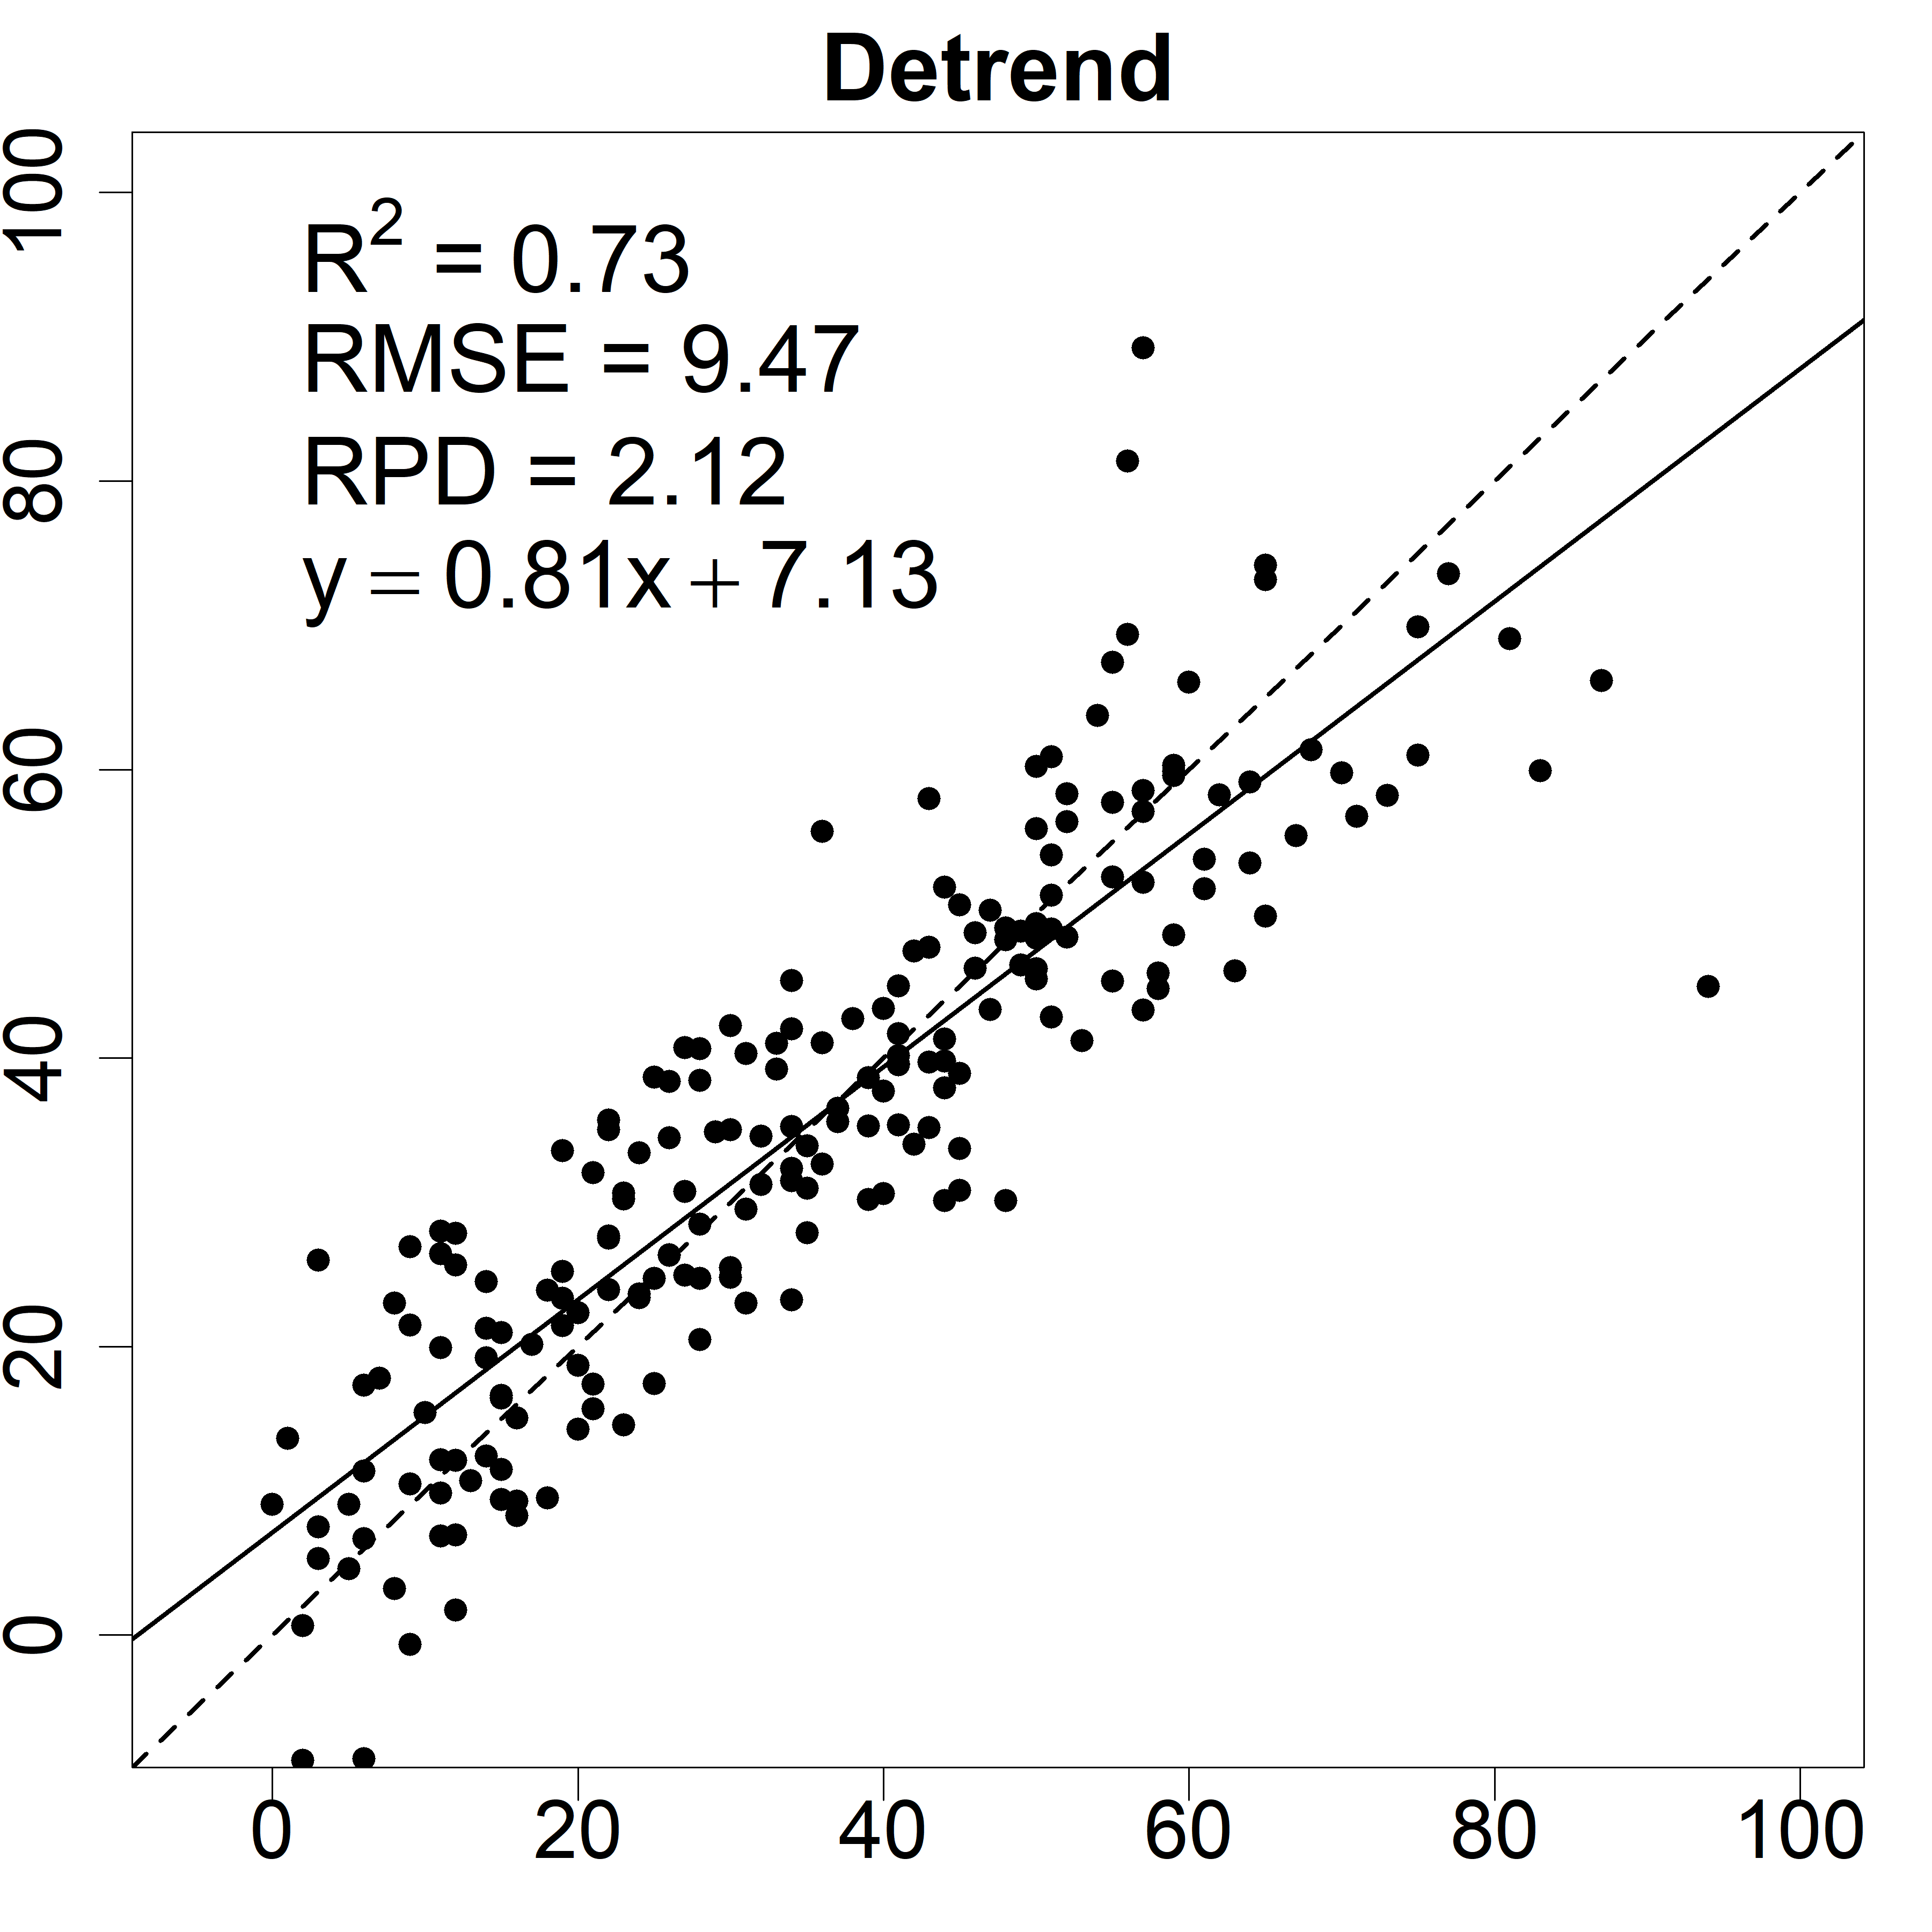 Detrend
R² = 0.73
RMSE = 9.47
RPD = 2.12
y = 0.81x + 7.13
100
80
60
40
20
0
0 20 40 60 80 100